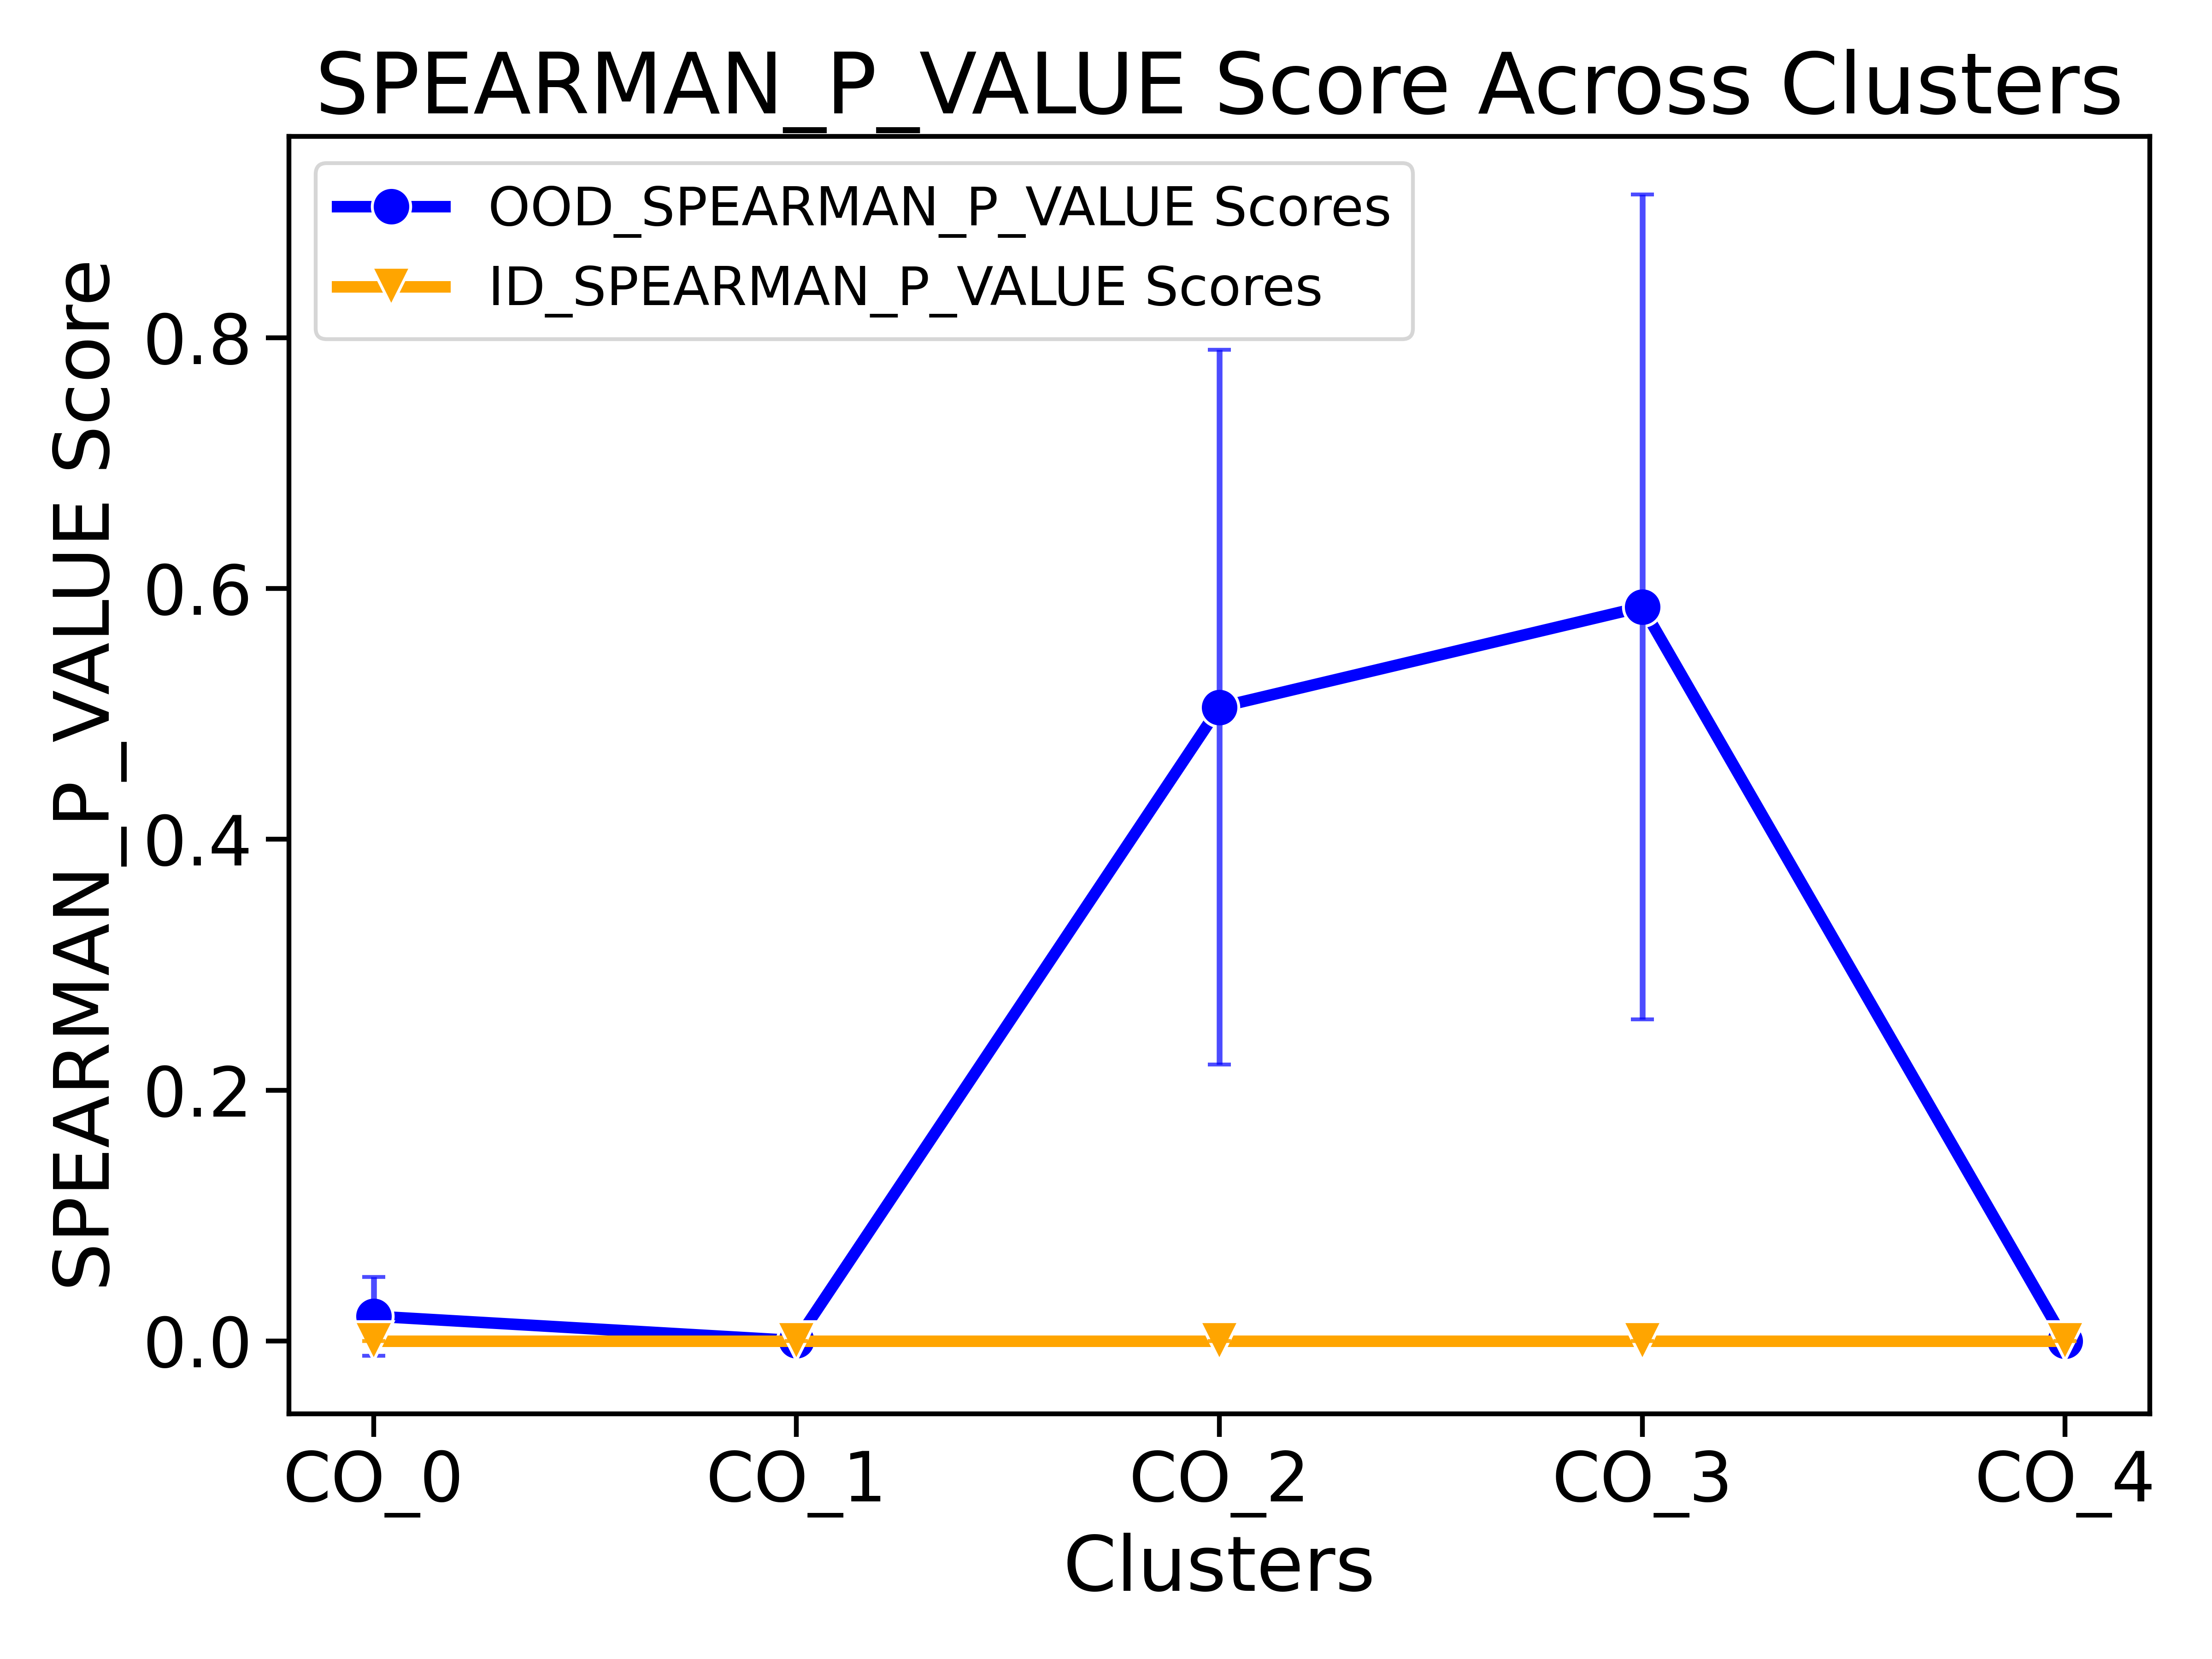 SPEARMAN_P_VALUE Score Across Clusters
OOD_SPEARMAN_P_VALUE Scores
ID_SPEARMAN_P_VALUE Scores
SPEARMAN_P_VALUE Score
0.8
0.6
0.4
0.2
0.0
CO_0 CO_1 CO_2 CO_3 CO_4
Clusters